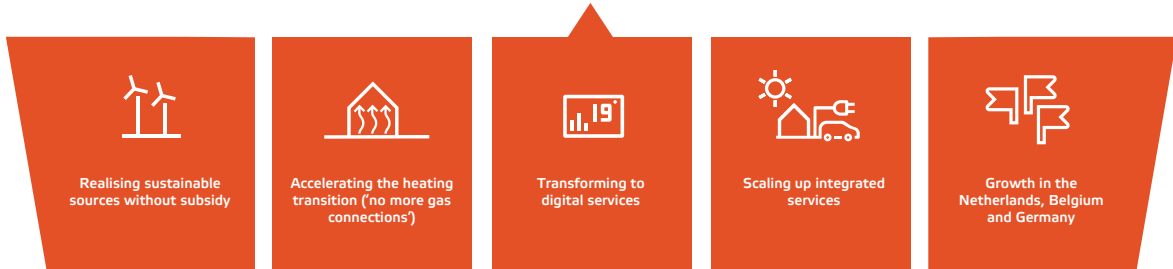 Realising sustainable
sources without subsidy
Accelerating the heating
transition (‘no more gas
connections’)
19°
Transforming to
digital services
Scaling up integrated
services
Growth in the
Netherlands, Belgium
and Germany